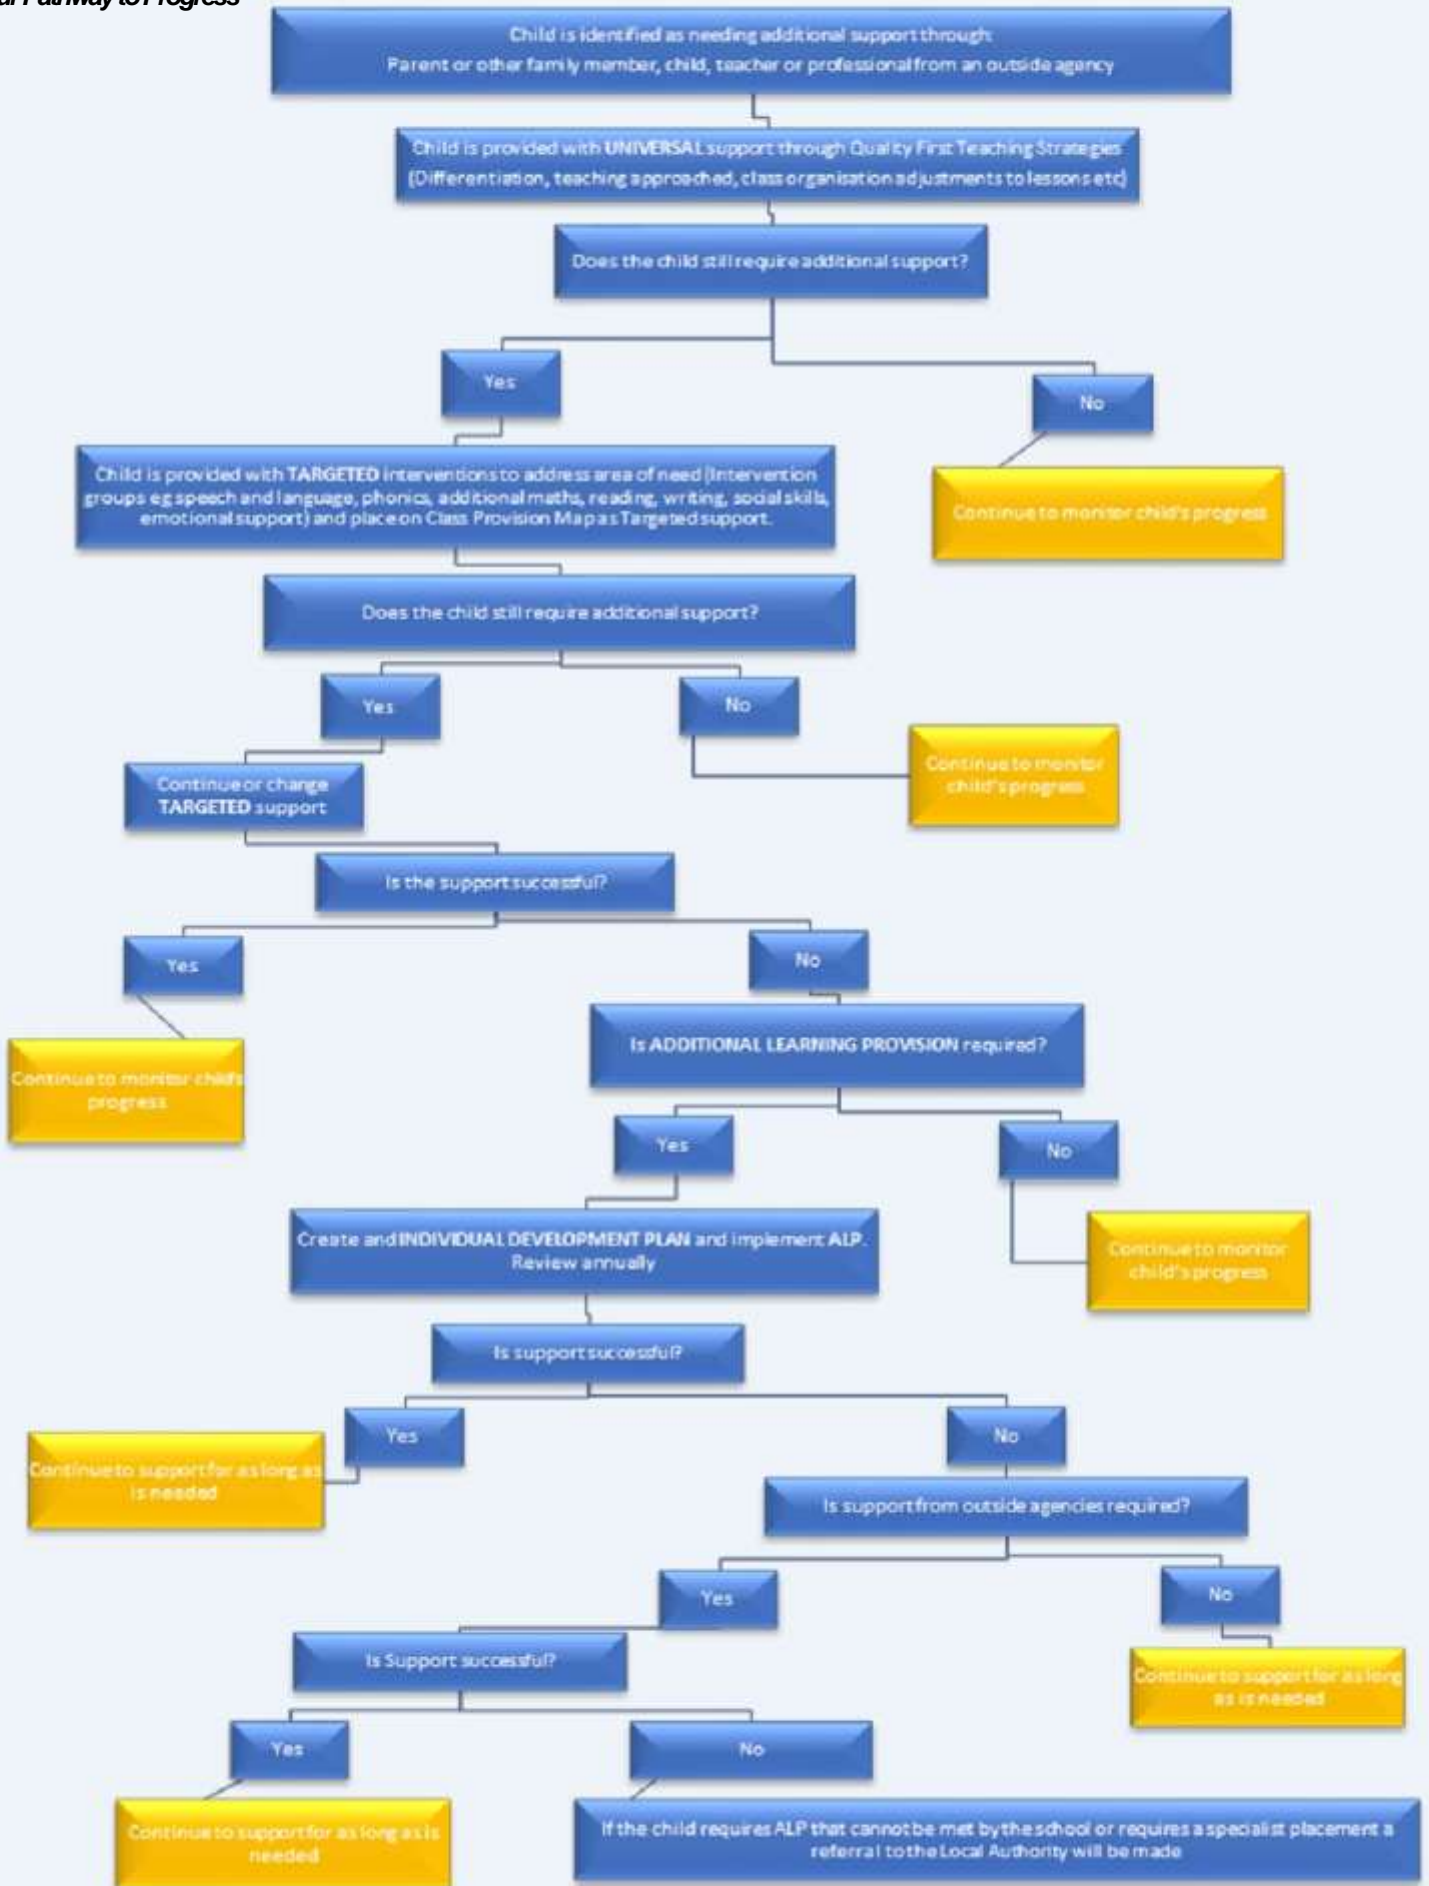 Pathway to Progress
Child is identified as needing additional support through:
Parent or other family member, child, teacher or professional from an outside agency
Child is provided with UNIVERSAL support through Quality First Teaching Strategies
(Differentiation, teaching approached, class organisation adjustments to lessons etc)
Does the child still require additional support?
Yes
No
Child is provided with TARGETED interventions to address area of need (Intervention
groups eg speech and language, phonics, additional maths, reading, writing, social skills,
emotional support) and place on Class Provision Map as Targeted support.
Continue to monitor child's progress
Does the child still require additional support?
Yes
No
Continue or change
TARGETED support
Continue to monitor
child's progress
Is the support successful?
Yes
No
Continue to monitor child's
progress
Is ADDITIONAL LEARNING PROVISION required?
Yes
No
Create and INDIVIDUAL DEVELOPMENT PLAN and implement ALP.
Review annually
Continue to monitor
child's progress
Is support successful?
Yes
No
Continue to support for as long as
is needed
Is support from outside agencies required?
Yes
No
Is Support successful?
Continue to support for as long
as is needed
Yes
No
Continue to support for as long as is
needed
If the child requires ALP that cannot be met by the school or requires a specialist placement a
referral to the Local Authority will be made